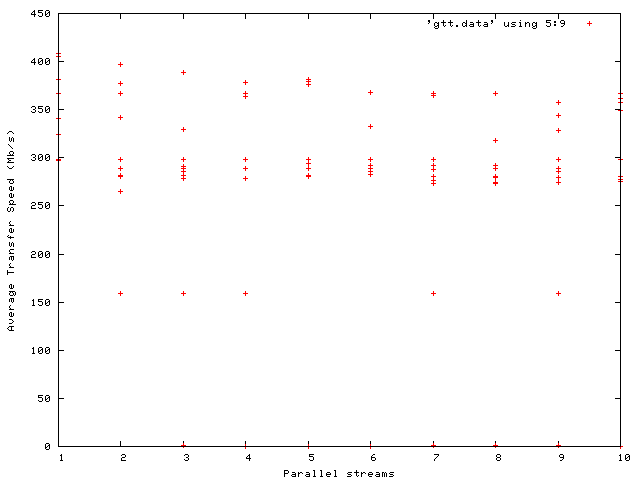 450
'gtt.data' using 5:9
400
350
300
250
200
150
100
50
0
Average Transfer Speed (Mb/s)
1 2 3 4 5 6 7 8 9 10
Parallel streams